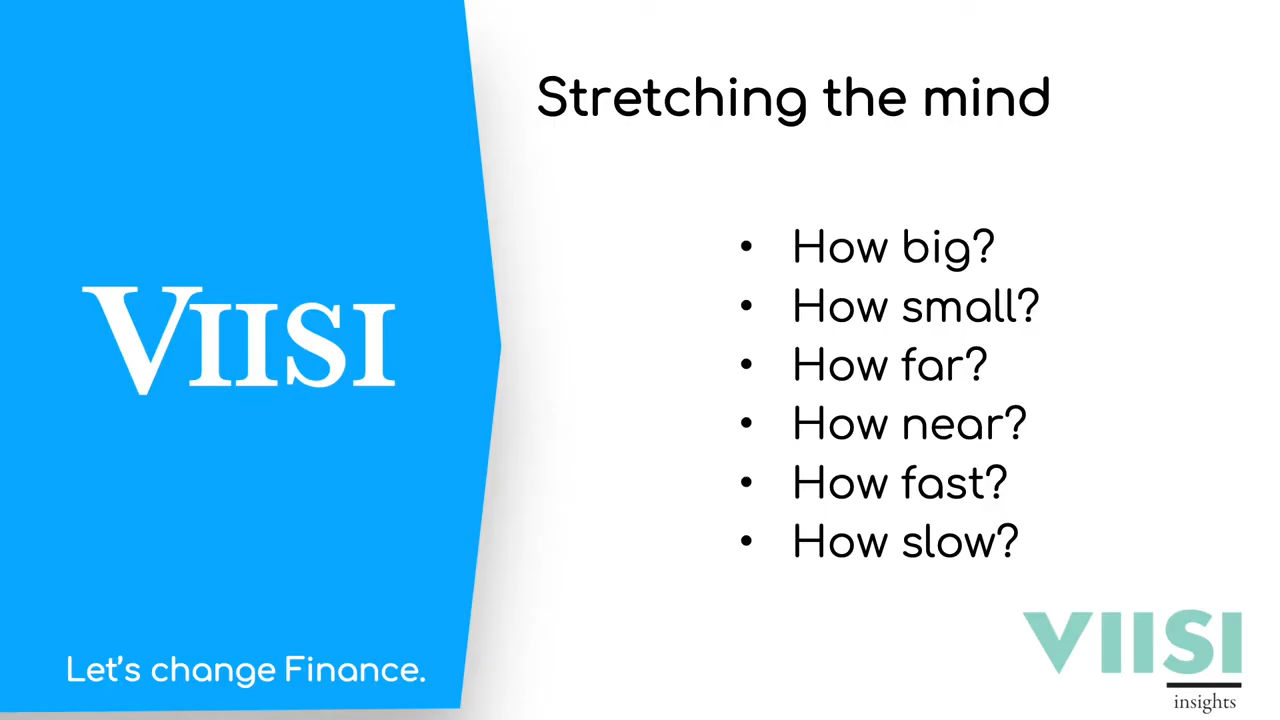 Stretching the mind
• How big?
• How small?
• How far?
• How near?
• How fast?
• How slow?
VIISI
Let's change Finance.
VIISI
insights